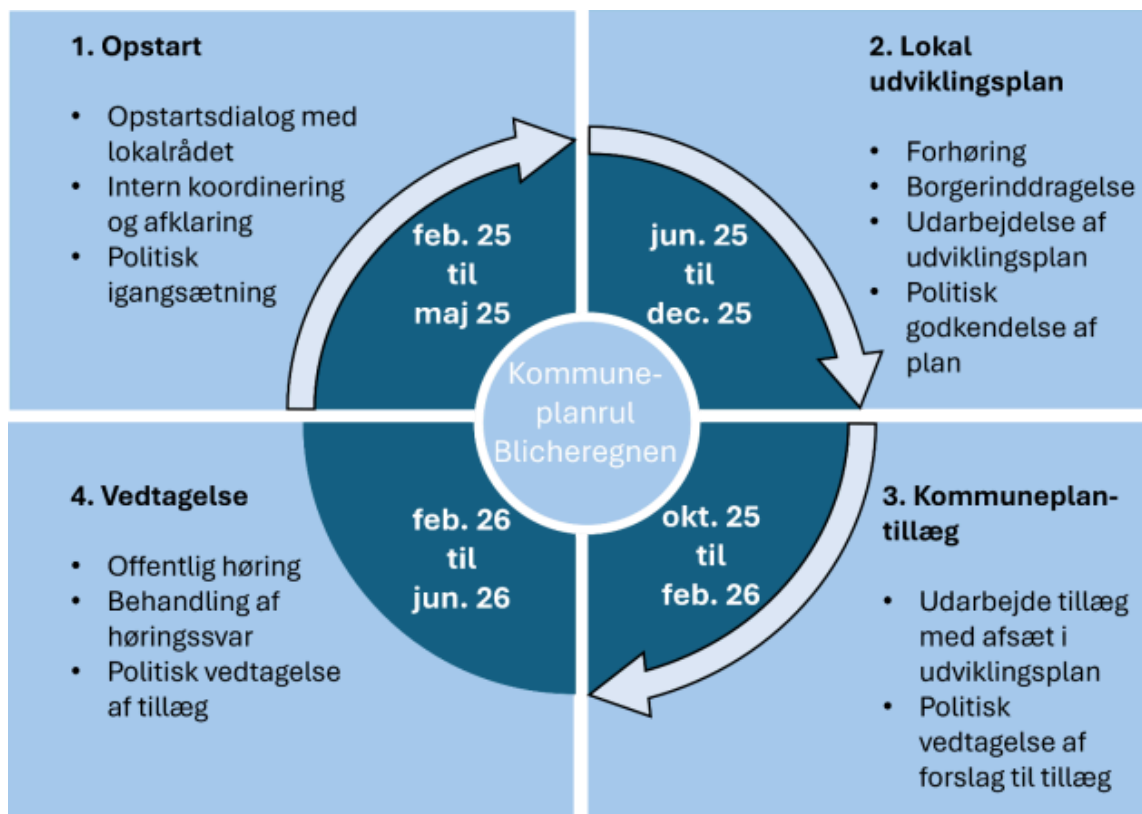 1. Opstart
• Opstartsdialog med
lokalrådet
• Intern koordinering
og afklaring
• Politisk
igangsætning
feb. 25
til
maj 25
2. Lokal
udviklingsplan
• Forhøring
• Borgerinddragelse
• Udarbejdelse af
udviklingsplan
• Politisk
godkendelse af
plan
jun. 25
til
dec. 25
Kommune-
planrul
Blicheregnen
3. Kommuneplan-
tillæg
• Udarbejde tillæg
med afsæt i
udviklingsplan
• Politisk
vedtagelse af
forslag til tillæg
okt. 25
til
feb. 26
4. Vedtagelse
• Offentlig høring
• Behandling af
høringssvar
• Politisk vedtagelse
af tillæg
feb. 26
til
jun. 26